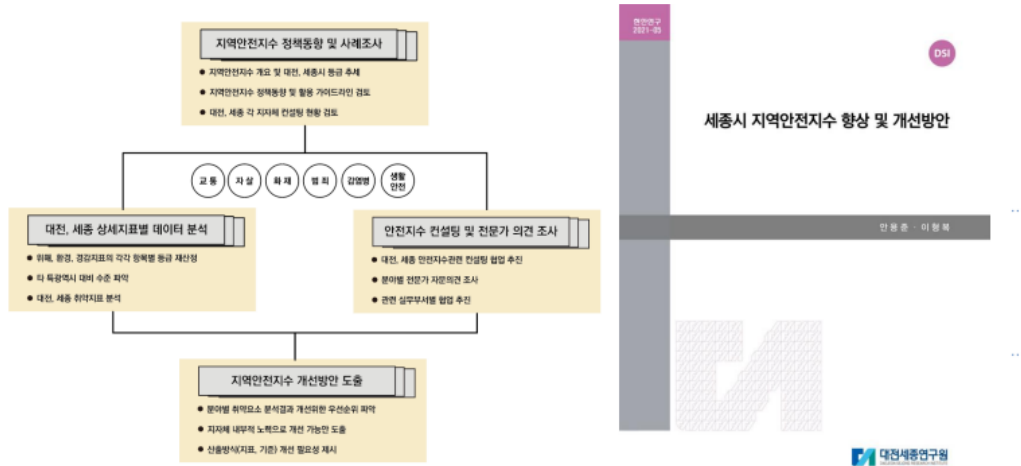 지역안전지수 정책동향 및 사례조사
● 지역안전지수 개요 및 대전, 세종시 등급 추세
● 지역안전지수 정책동향 및 활용 가이드라인 검토
● 대전, 세종 각 지자체 컨설팅 현황 검토
교통
자살
화재
범죄
감염병
생활
안전
대전, 세종 상세지표별 데이터 분석
● 위해, 환경, 경감지표의 각각 항목별 등급 재산정
● 타 특광역시 대비 수준 파악
● 대전, 세종 취약지표 분석
안전지수 컨설팅 및 전문가 의견 조사
● 대전, 세종 안전지수관련 컨설팅 협업 추진
● 분야별 전문가 자문의견 조사
● 관련 실무부서별 협업 추진
지역안전지수 개선방안 도출
● 분야별 취약요소 분석결과 개선위한 우선순위 파악
● 지자체 내부적 노력으로 개선 가능한 도출
● 산출방식(지표, 기준) 개선 필요성 제시
현안연구
2021-03
DSI
세종시 지역안전지수 향상 및 개선방안
안용준 · 이형복
대전세종연구원